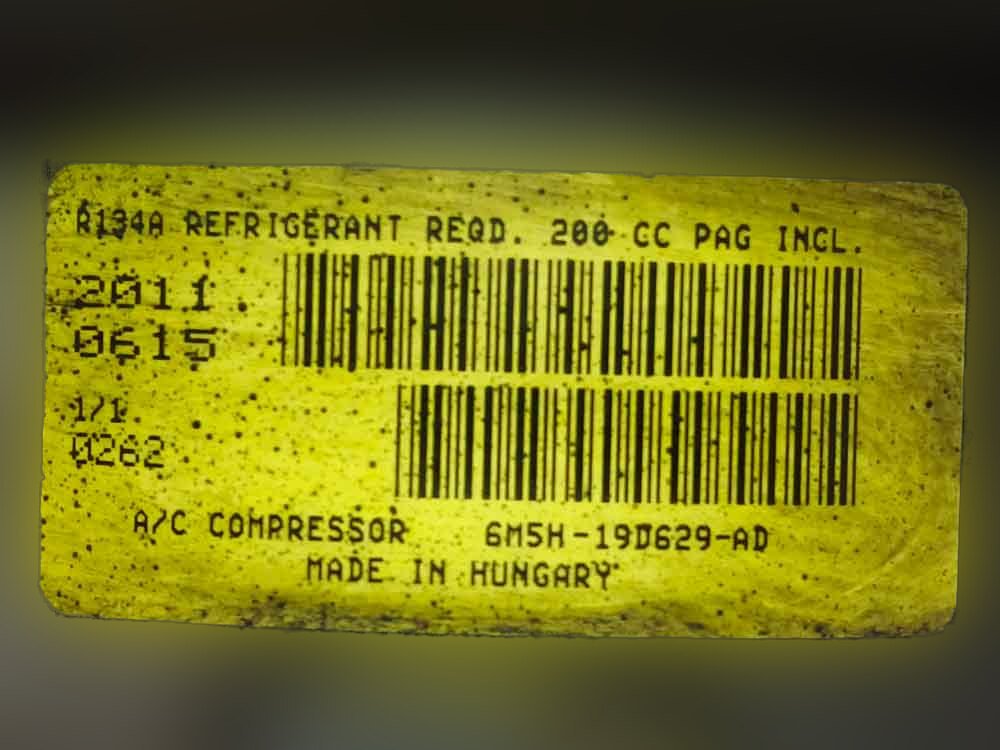 R134A REFRIGERANT REQD. 200 CC PAG INCL.
2011
0615
1/1.
0262
A/C COMPRESSOR 6M5H-19D629-AD
MADE IN HUNGARY